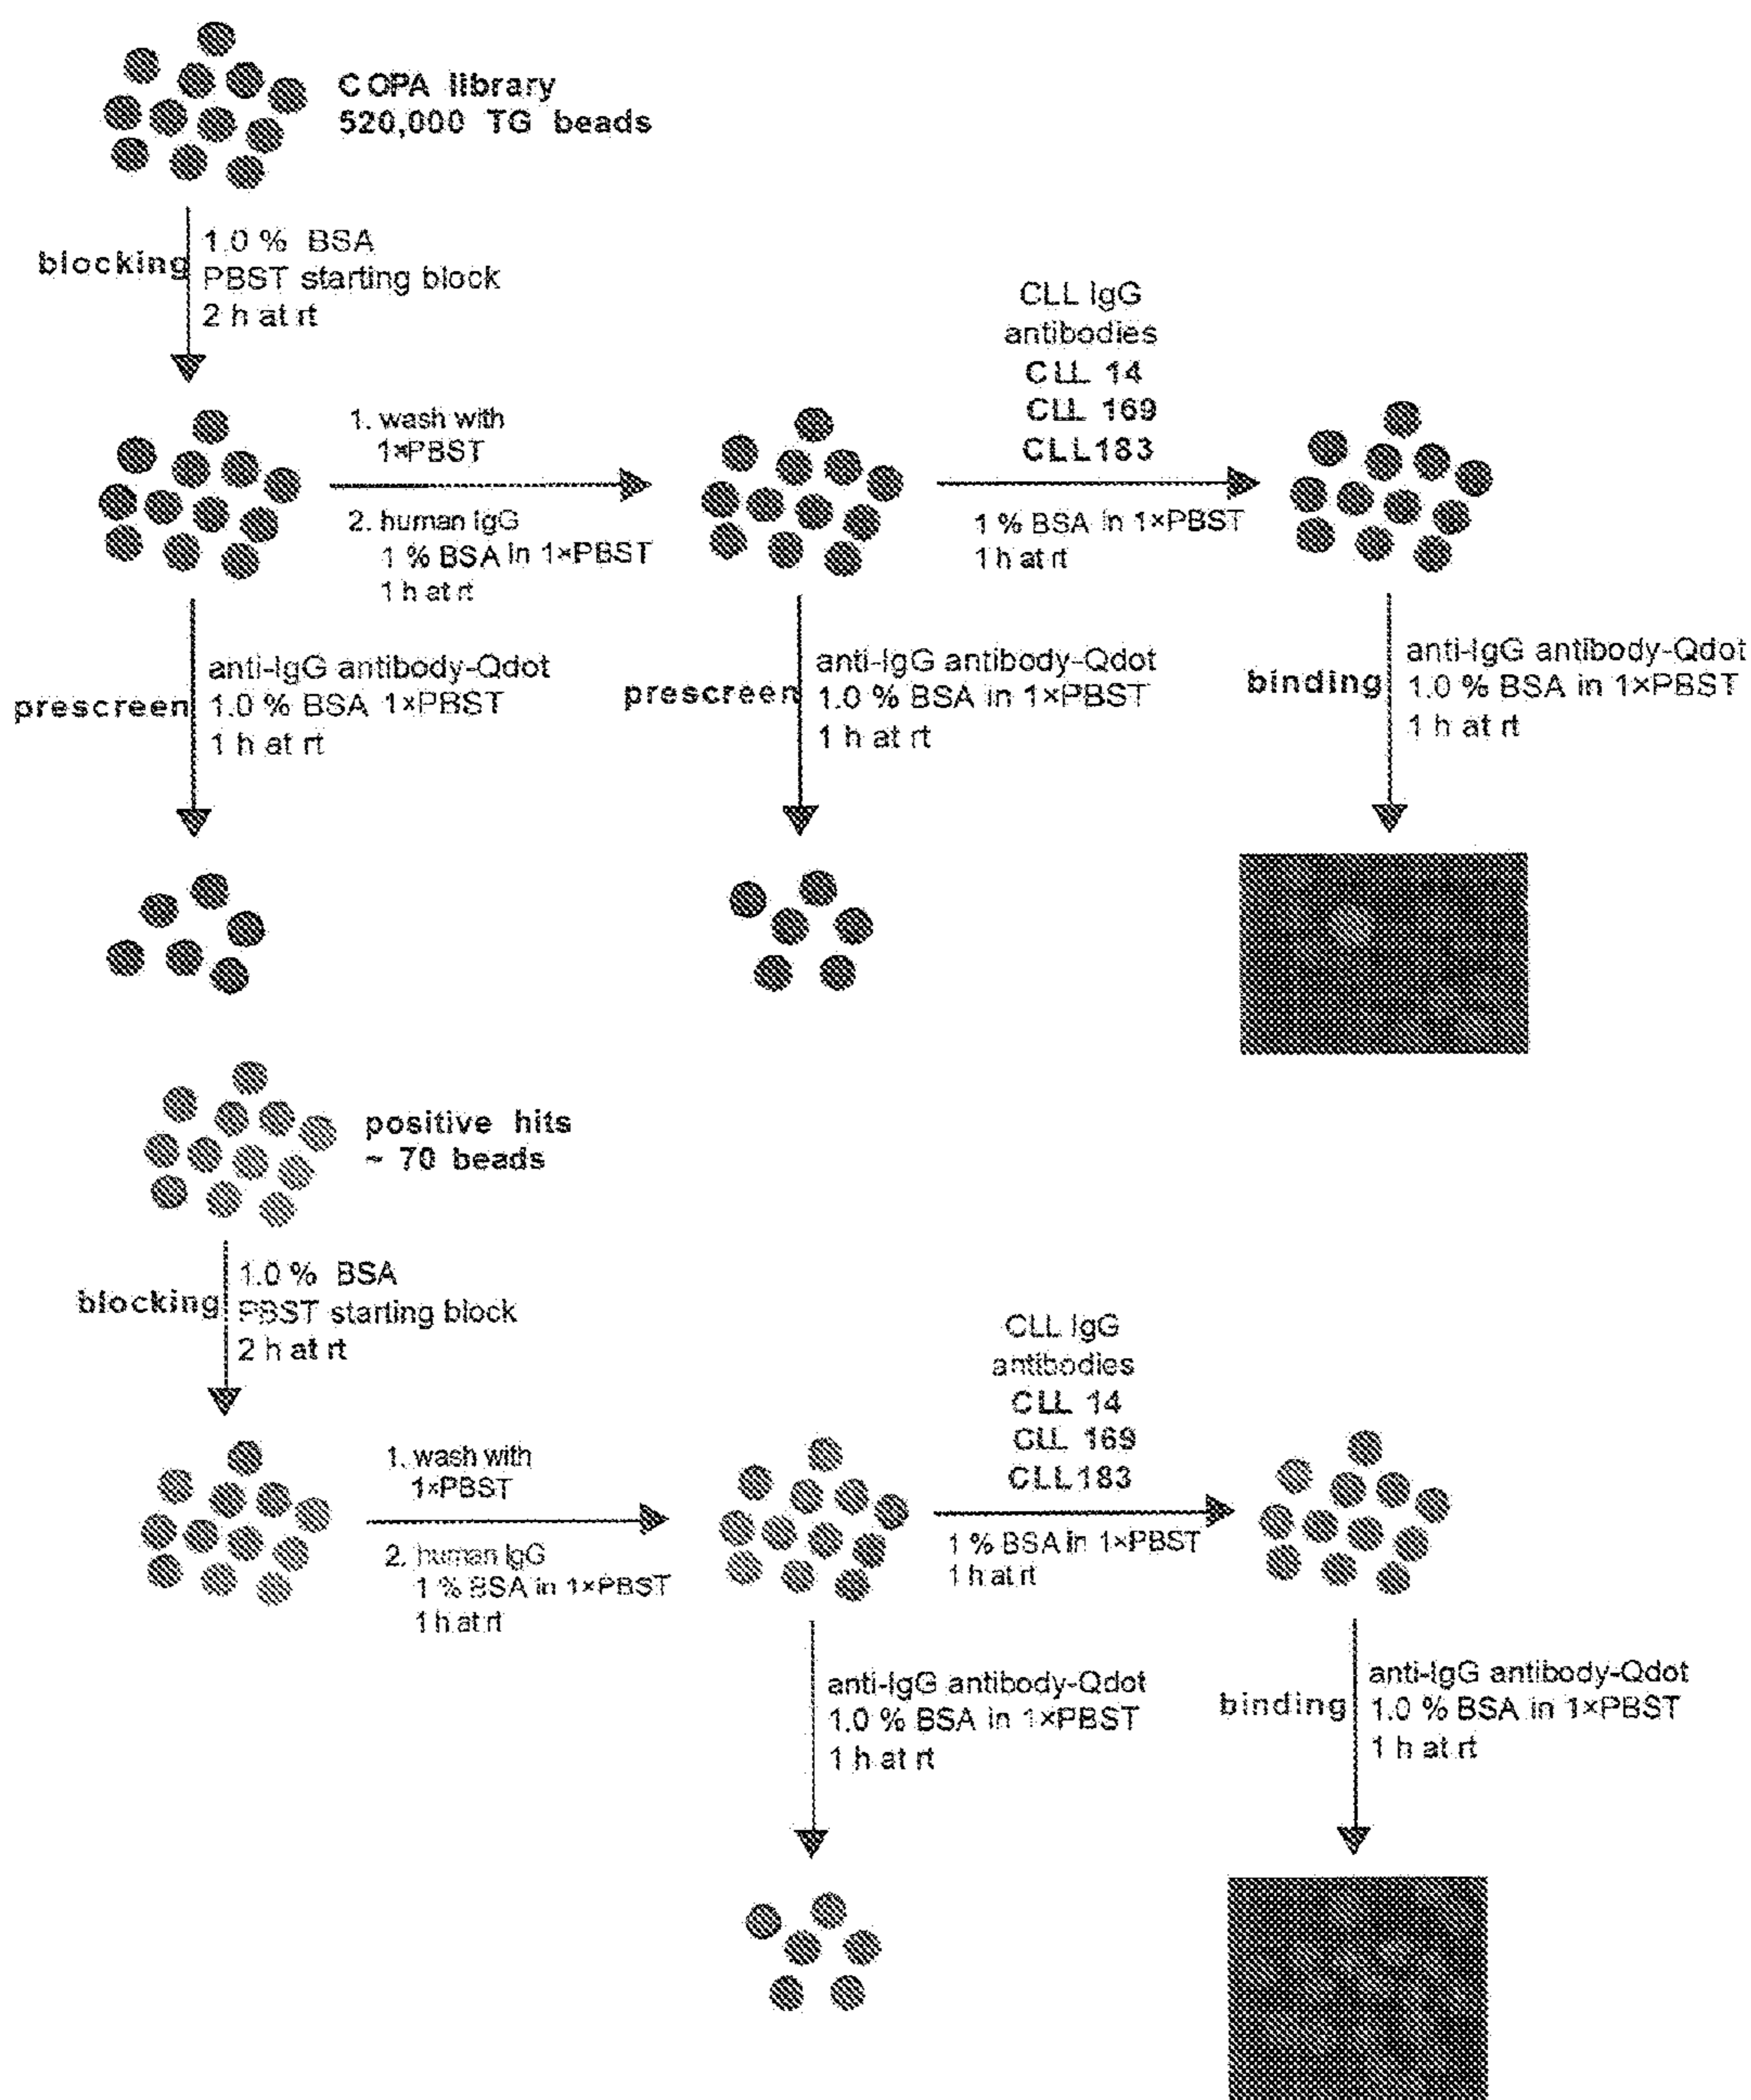 COPA library
520,000 TG beads
blocking
1.0 % BSA
PBST starting block
2 h at rt
1. wash with
1×PBST
2. human IgG
1 % BSA in 1×PBST
1 h at rt
CLL IgG
antibodies
CLL 14
CLL 169
CLL183
1 % BSA in 1×PBST
1 h at rt
prescreen
anti-IgG antibody-Qdot
1.0 % BSA 1×PBST
1 h at rt
prescreen
anti-IgG antibody-Qdot
1.0 % BSA in 1×PBST
1 h at rt
binding
anti-IgG antibody-Qdot
1.0 % BSA in 1×PBST
1 h at rt
positive hits
~ 70 beads
blocking
1.0 % BSA
PBST starting block
2 h at rt
1. wash with
1×PBST
2. human IgG
1 % BSA in 1×PBST
1 h at rt
CLL IgG
antibodies
CLL 14
CLL 169
CLL183
1 % BSA in 1×PBST
1 h at rt
anti-IgG antibody-Qdot
1.0 % BSA in 1×PBST
1 h at rt
binding
anti-IgG antibody-Qdot
1.0 % BSA in 1×PBST
1 h at rt